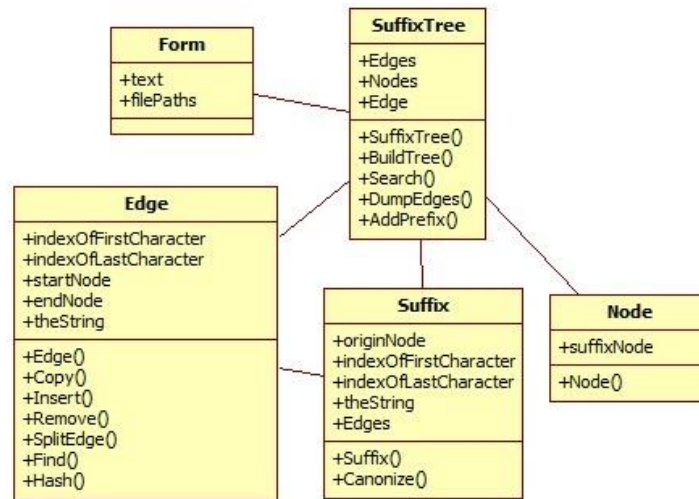 Form
+text
+filePaths
SuffixTree
+Edges
+Nodes
+Edge
+SuffixTree()
+BuildTree()
+Search()
+DumpEdges()
+AddPrefix()
Edge
+indexOfFirstCharacter
+indexOfLastCharacter
+startNode
+endNode
+theString
+Edge()
+Copy()
+Insert()
+Remove()
+SplitEdge()
+Find()
+Hash()
Suffix
+originNode
+indexOfFirstCharacter
+indexOfLastCharacter
+theString
+Edges
+Suffix()
+Canonize()
Node
+suffixNode
+Node()